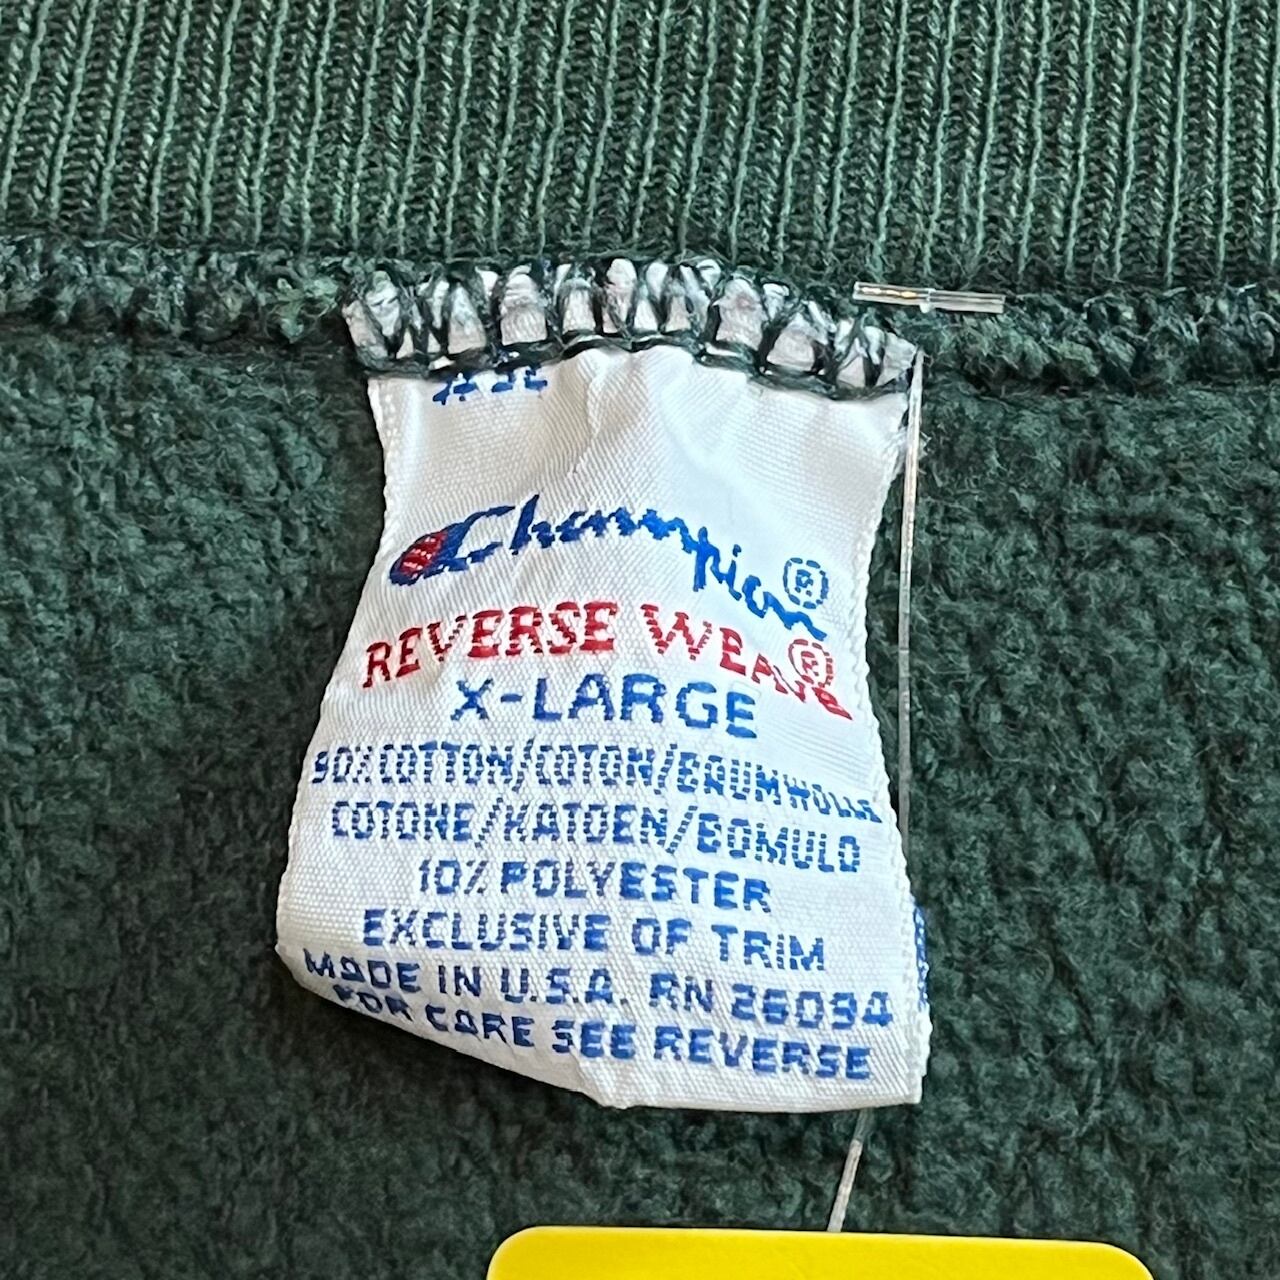 Champion®
REVERSE WEAVE®
X-LARGE
90% COTTON/COTON/BAUMWOLLE
COTONE/KATOEN/BOMULD
10% POLYESTER
EXCLUSIVE OF TRIM
MADE IN U.S.A. RN 26094
FOR CARE SEE REVERSE